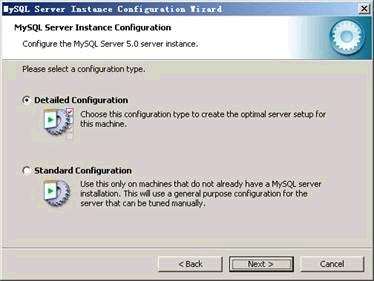 MySQL Server Instance Configuration Wizard
MySQL Server Instance Configuration
Configure the MySQL Server 5.0 server instance.
Please select a configuration type.
Detailed Configuration
Choose this configuration type to create the optimal server setup for
this machine.
Standard Configuration
Use this only on machines that do not already have a MySQL server
installation. This will use a general purpose configuration for the
server that can be tuned manually.
< Back
Next >
Cancel